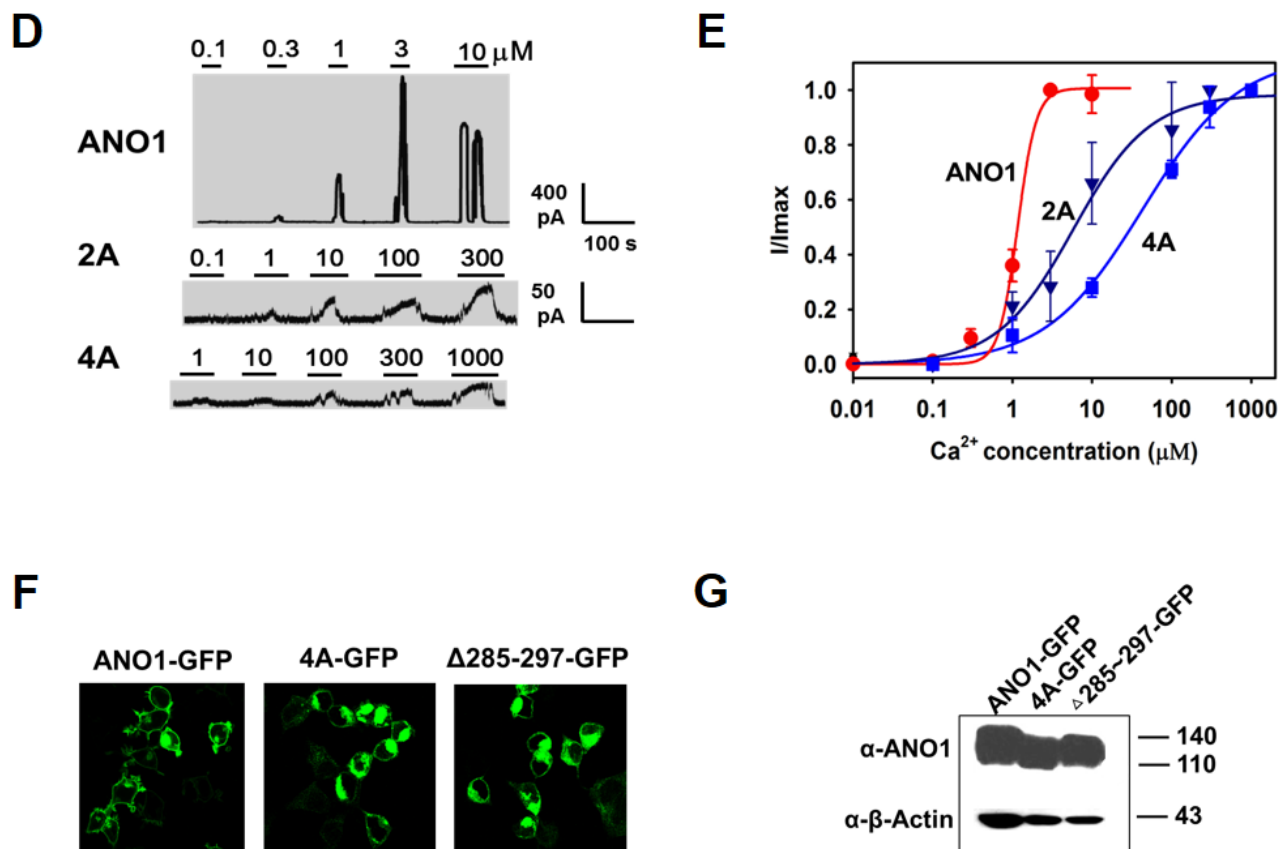 D
0.1 0.3 1 3 10 μM
ANO1
400 pA
100 s
2A
0.1 1 10 100 300
50 pA
4A
1 10 100 300 1000
E
I/Imax
1.0
0.8
0.6
0.4
0.2
0.0
ANO1
2A
4A
0.01 0.1 1 10 100 1000
Ca²⁺ concentration (μM)
F
ANO1-GFP 4A-GFP Δ285-297-GFP
G
ANO1-GFP
4A-GFP
Δ285~297-GFP
α-ANO1
140
110
α-β-Actin
43